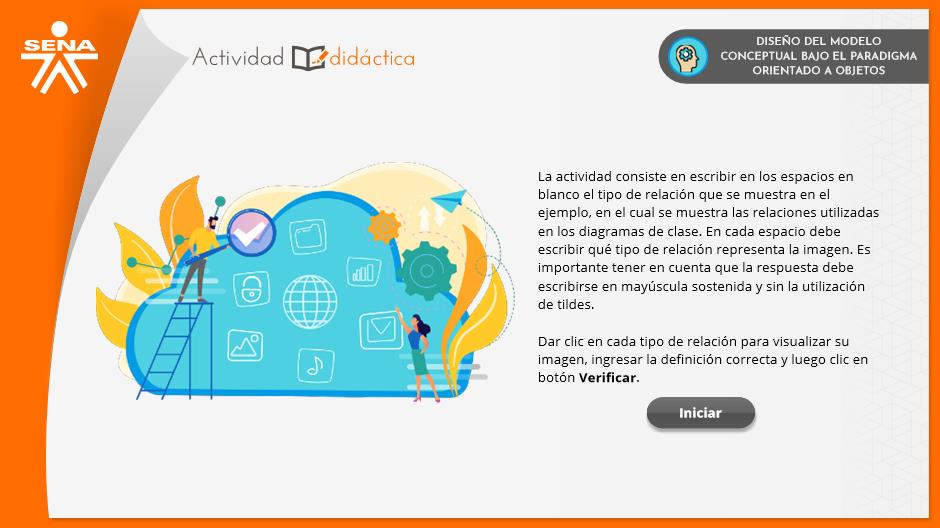 SENA
Actividad didáctica
DISEÑO DEL MODELO
CONCEPTUAL BAJO EL PARADIGMA
ORIENTADO A OBJETOS
La actividad consiste en escribir en los espacios en
blanco el tipo de relación que se muestra en el
ejemplo, en el cual se muestra las relaciones utilizadas
en los diagramas de clase. En cada espacio debe
escribir qué tipo de relación representa la imagen. Es
importante tener en cuenta que la respuesta debe
escribirse en mayúscula sostenida y sin la utilización
de tildes.
Dar clic en cada tipo de relación para visualizar su
imagen, ingresar la definición correcta y luego clic en
botón Verificar.
Iniciar